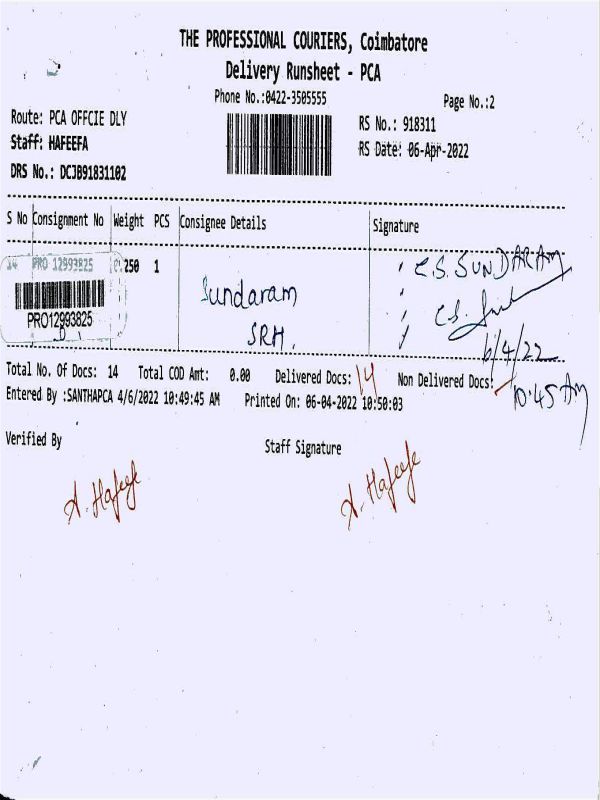 THE PROFESSIONAL COURIERS, Coimbatore
Delivery Runsheet - PCA
Phone No.:0422-3505555
Page No.:2
Route: PCA OFFCIE DLY
RS No.: 918311
Staff: HAFEEFA
RS Date: 06-Apr-2022
DRS No.: DCJB91831102
S No Consignment No Weight PCS Consignee Details Signature
14 PRO 12993825 0.250 1
PRO12993825
Sundaram
SRH.
C.S. SUNDARAM
C.S.
6/4/22
10:45 AM
Total No. Of Docs: 14 Total COD Amt: 0.00 Delivered Docs: 14 Non Delivered Docs:
Entered By :SANTHAPCA 4/6/2022 10:49:45 AM Printed On: 06-04-2022 10:50:03
Verified By
Staff Signature
A. Hafeefa
A. Hafeefa